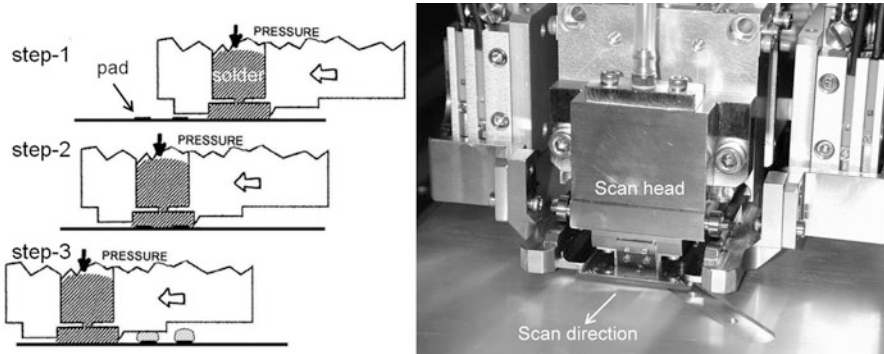 step-1
PRESSURE
pad
solder
step-2
PRESSURE
step-3
PRESSURE
Scan head
Scan direction